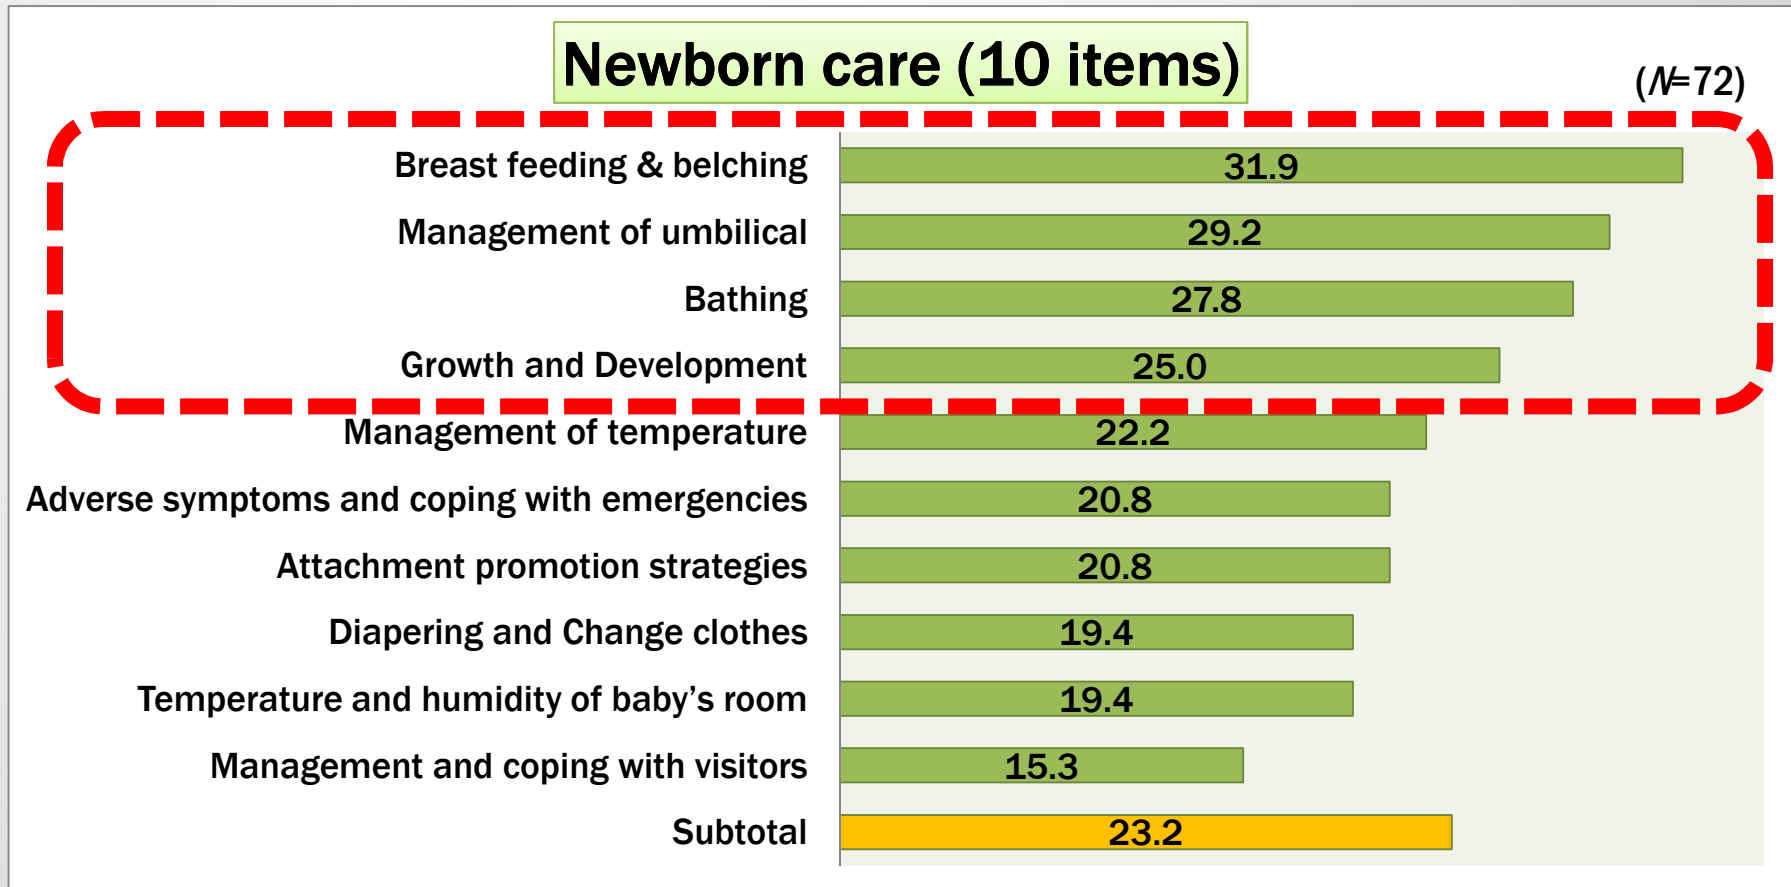 Newborn care (10 items)
(N=72)
Breast feeding & belching 31.9
Management of umbilical 29.2
Bathing 27.8
Growth and Development 25.0
Management of temperature 22.2
Adverse symptoms and coping with emergencies 20.8
Attachment promotion strategies 20.8
Diapering and Change clothes 19.4
Temperature and humidity of baby’s room 19.4
Management and coping with visitors 15.3
Subtotal 23.2